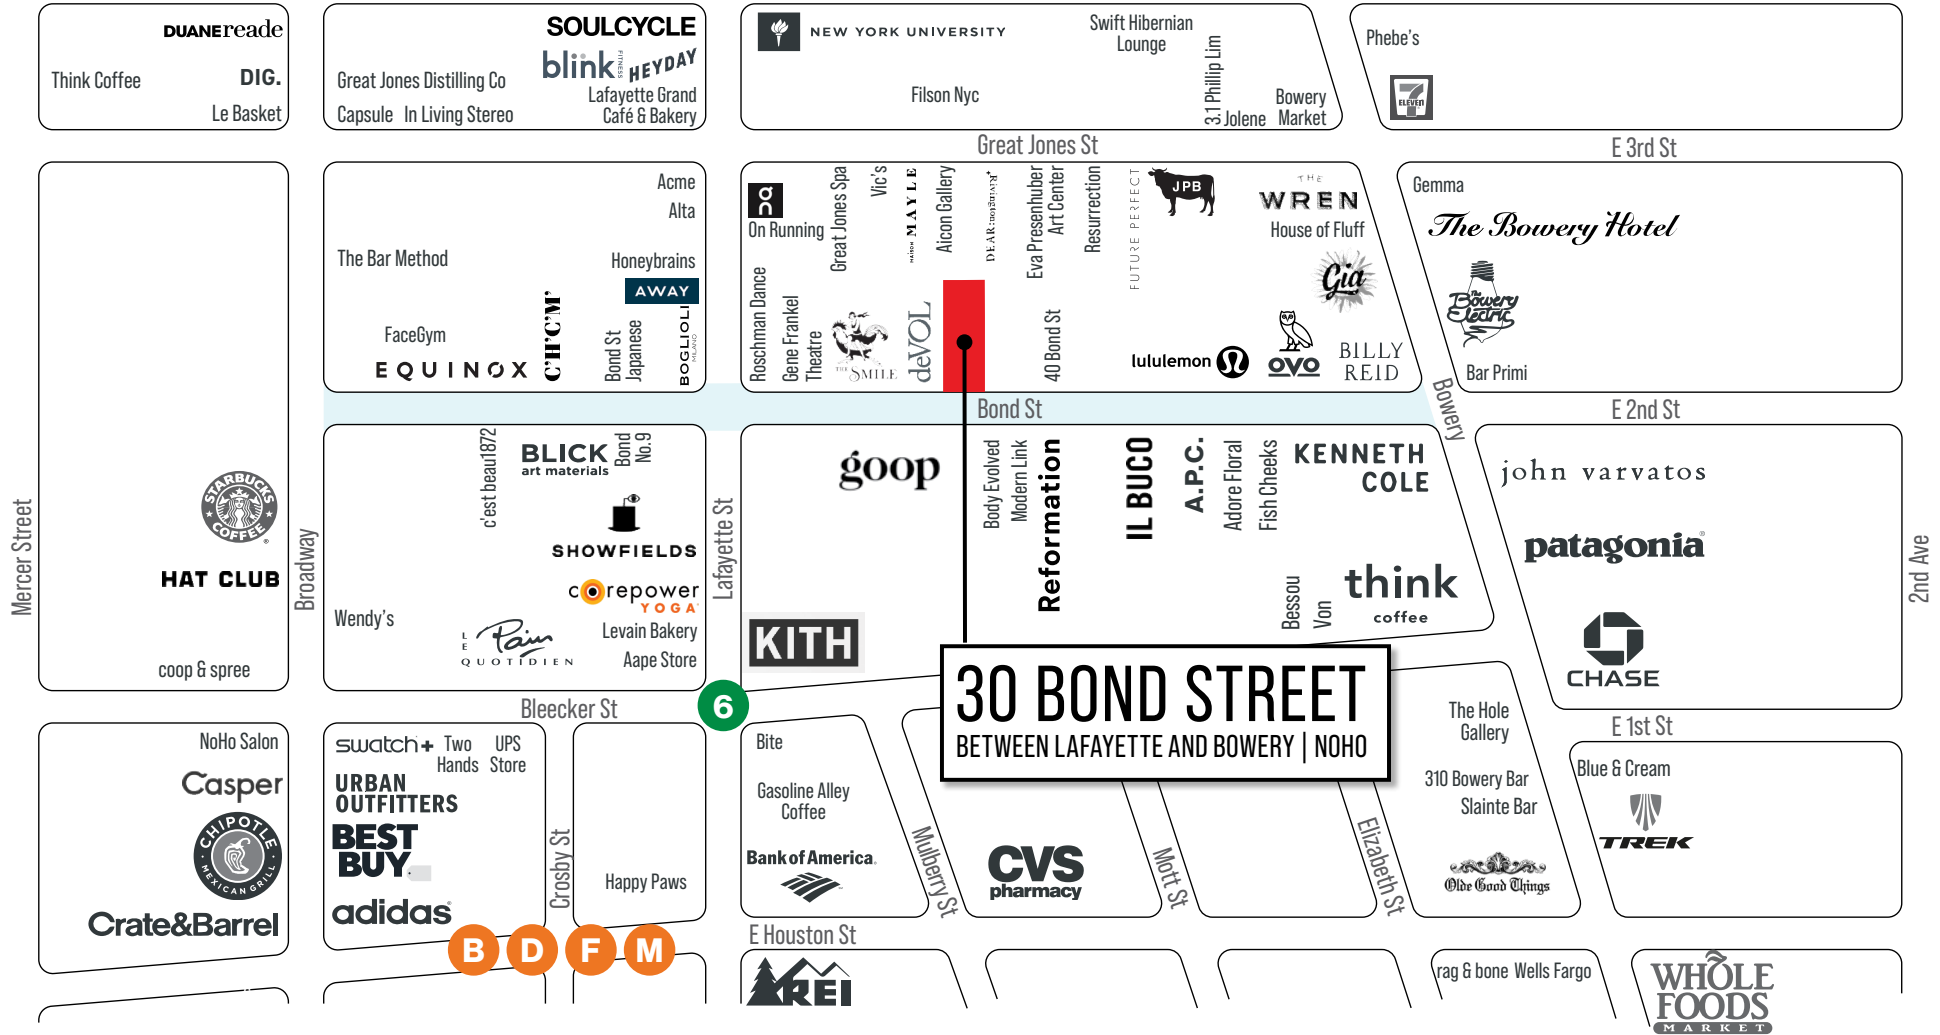 DUANEreade
Think Coffee
DIG.
Le Basket
SOULCYCLE
blink FITNESS
HEYDAY
Great Jones Distilling Co
Lafayette Grand
Café & Bakery
Capsule
In Living Stereo
NEW YORK UNIVERSITY
Swift Hibernian
Lounge
Filson Nyc
3.1 Phillip Lim
Jolene
Bowery
Market
Phebe's
7
ELEVEN
Great Jones St
E 3rd St
Acme
Alta
The Bar Method
Honeybrains
AWAY
FaceGym
EQUINOX
C'H'C'M'
Bond St
Japanese
BOGLIOLI
MILANO
on
On Running
Great Jones Spa
Vic's
MAISON MAYLE
Aicon Gallery
DEAR:Rivington+
Eva Presenhuber
Art Center
Resurrection
FUTURE PERFECT
JPB
THE
WREN
House of Fluff
Gia
Roschman Dance
Gene Frankel
Theatre
THE SMILE
deVOL
40 Bond St
lululemon
OVO
BILLY
REID
Gemma
The Bowery Hotel
The
Bowery
Electric
Bar Primi
Bond St
Bowery
E 2nd St
Mercer Street
STARBUCKS
COFFEE
HAT CLUB
coop & spree
Broadway
c'est beau1872
BLICK
art materials
Bond
No.9
SHOWFIELDS
corepower
YOGA
Wendy's
LE
Pain
QUOTIDIEN
Levain Bakery
Aape Store
Lafayette St
goop
Body Evolved
Modern Link
Reformation
IL BUCO
A.P.C.
Adore Floral
Fish Cheeks
KENNETH
COLE
Bessou
Von
think
coffee
KITH
john varvatos
patagonia
CHASE
2nd Ave
30 BOND STREET
BETWEEN LAFAYETTE AND BOWERY | NOHO
Bleecker St
6
E 1st St
NoHo Salon
Casper
CHIPOTLE
MEXICAN GRILL
Crate&Barrel
swatch+
Two
Hands
UPS
Store
URBAN
OUTFITTERS
BEST
BUY
adidas
Crosby St
Happy Paws
Bite
Gasoline Alley
Coffee
Bank of America
Mulberry St
CVS
pharmacy
Mott St
Elizabeth St
The Hole
Gallery
310 Bowery Bar
Slainte Bar
Olde Good Things
Blue & Cream
TREK
B D F M
E Houston St
REI
rag & bone
Wells Fargo
WHOLE
FOODS
MARKET